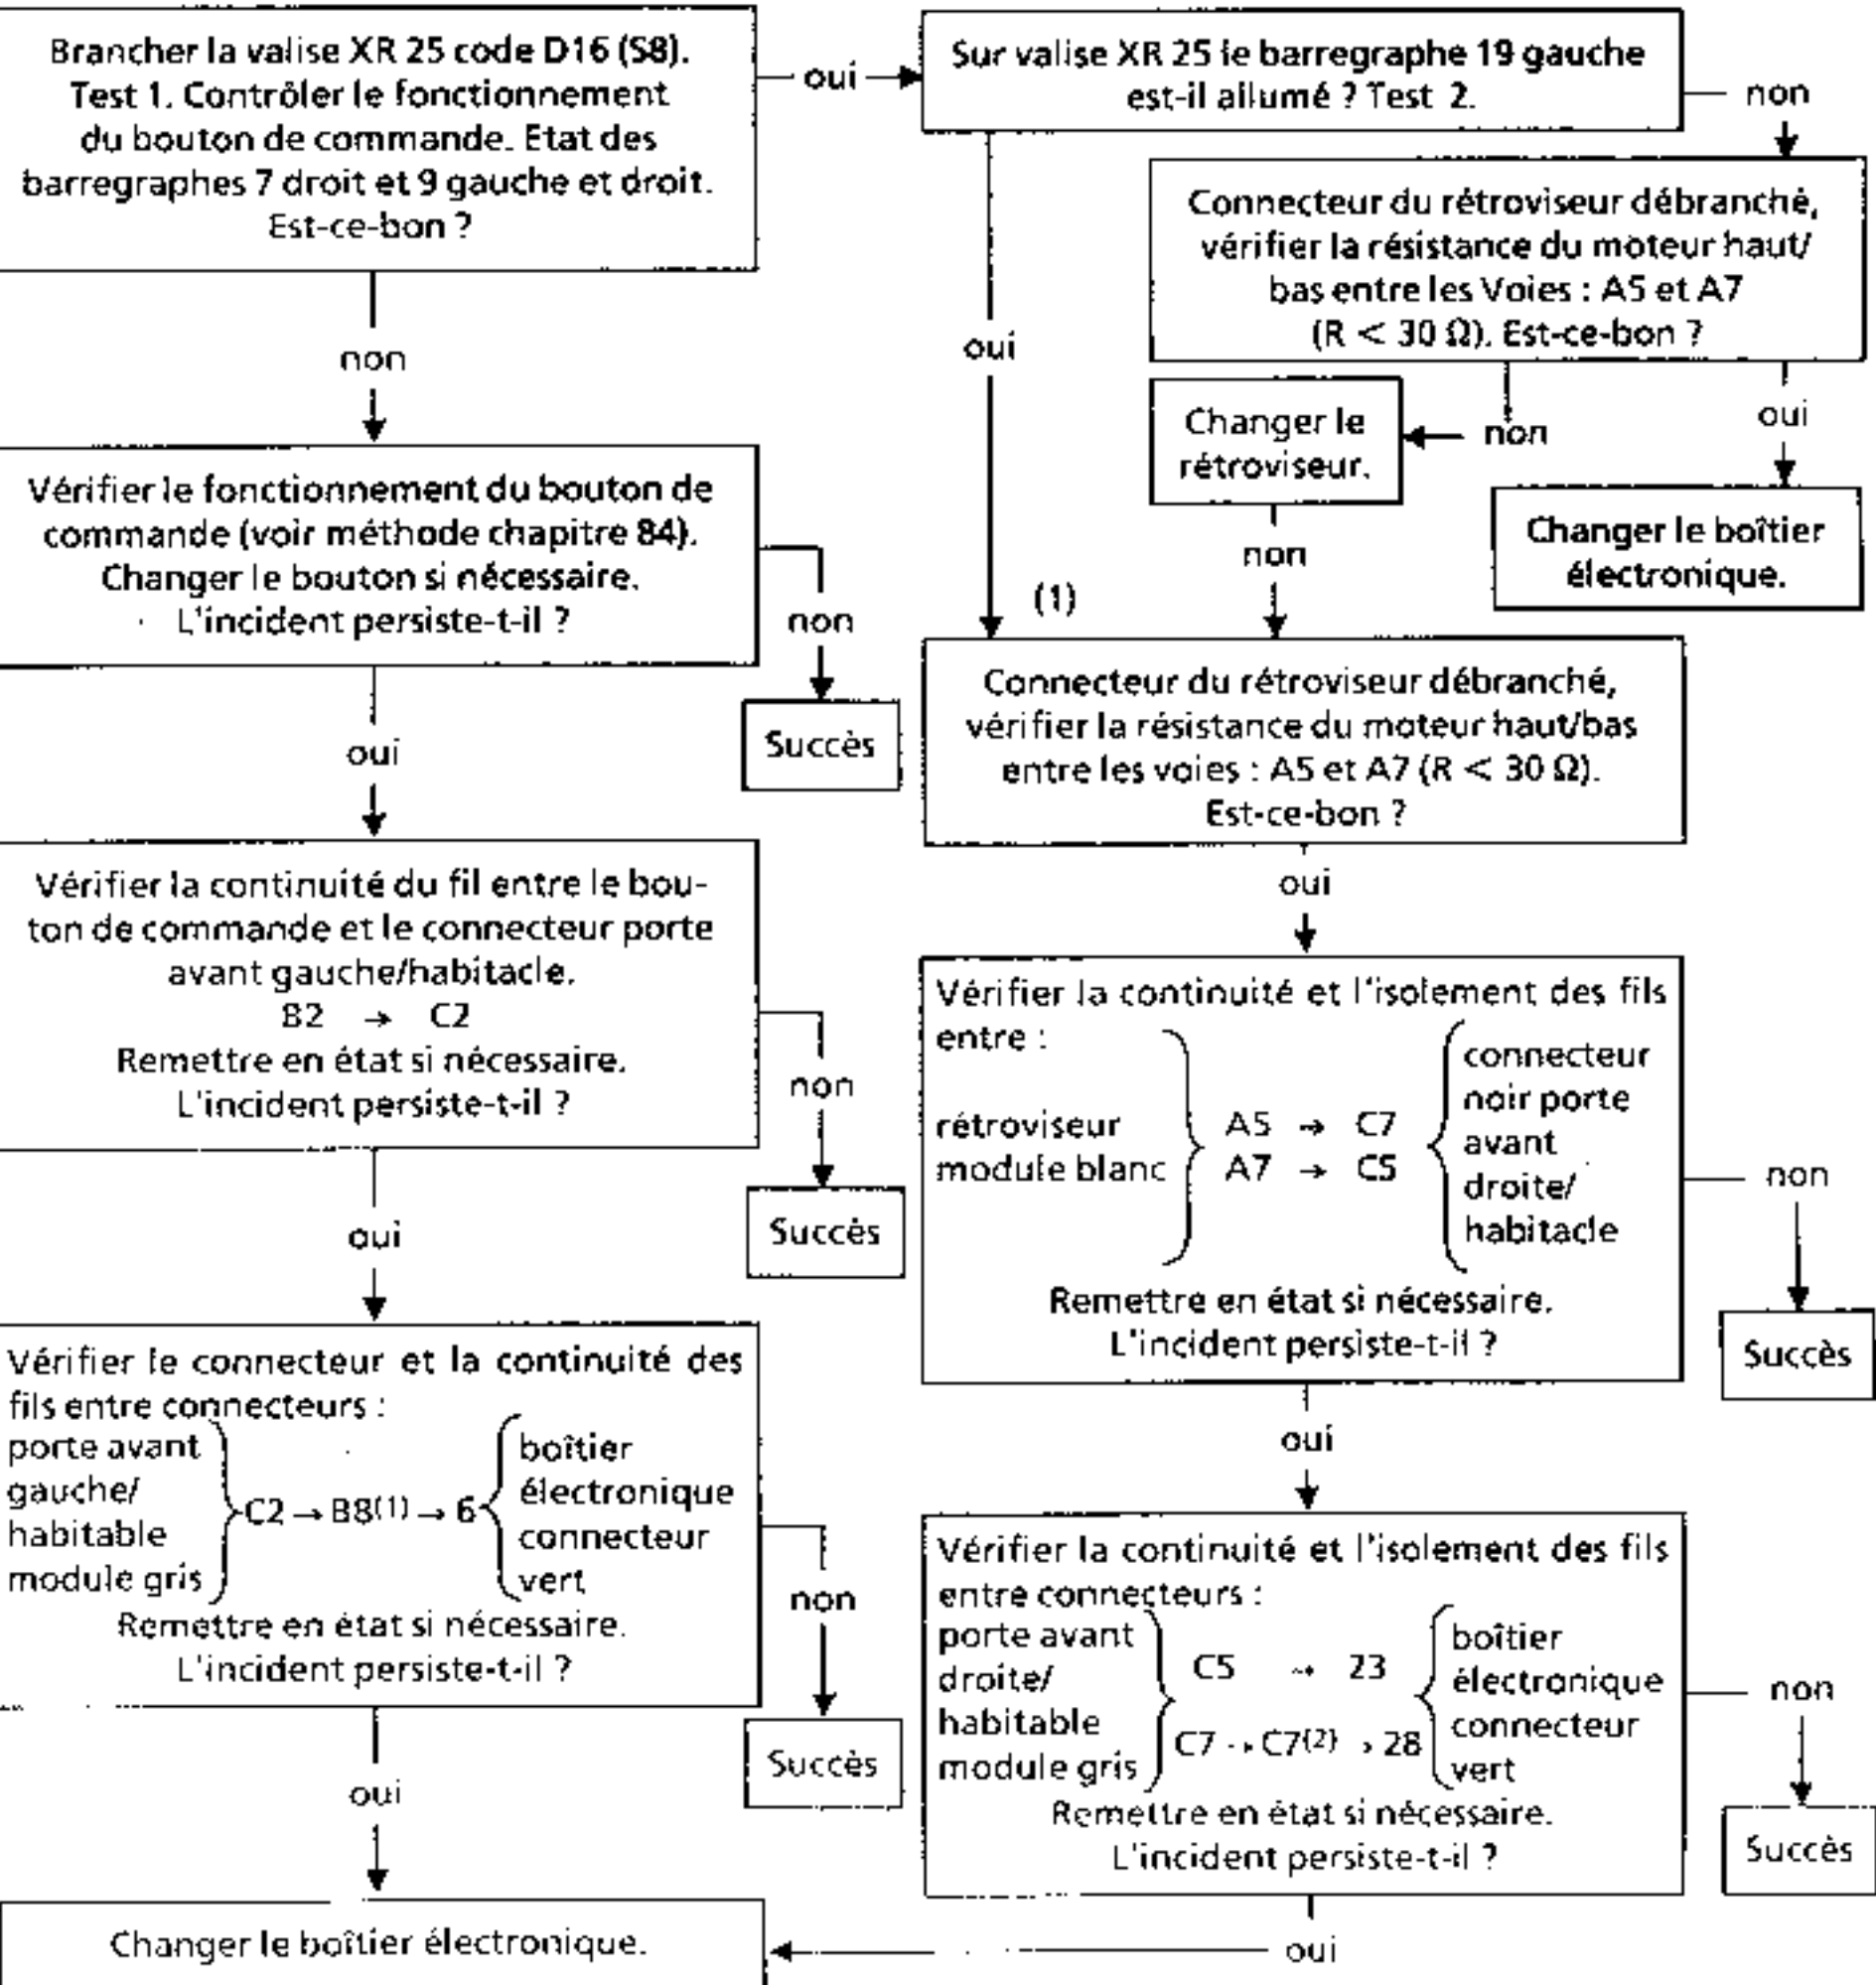 Brancher la valise XR 25 code D16 (S8).
Test 1. Contrôler le fonctionnement
du bouton de commande. Etat des
barregraphes 7 droit et 9 gauche et droit.
Est-ce-bon ?
oui
Sur valise XR 25 le barregraphe 19 gauche
est-il allumé ? Test 2.
non
Connecteur du rétroviseur débranché,
vérifier la résistance du moteur haut/
bas entre les Voies : A5 et A7
(R < 30 Ω). Est-ce-bon ?
non
oui
oui
Changer le
rétroviseur.
non
Changer le boîtier
électronique.
non
Vérifier le fonctionnement du bouton de
commande (voir méthode chapitre 84).
Changer le bouton si nécessaire.
L'incident persiste-t-il ?
non
Succès
(1)
Connecteur du rétroviseur débranché,
vérifier la résistance du moteur haut/bas
entre les voies : A5 et A7 (R < 30 Ω).
Est-ce-bon ?
oui
oui
Vérifier la continuité du fil entre le bou-
ton de commande et le connecteur porte
avant gauche/habitacle.
B2 → C2
Remettre en état si nécessaire.
L'incident persiste-t-il ?
non
Succès
Vérifier la continuité et l'isolement des fils
entre :
rétroviseur
module blanc
A5 → C7
A7 → C5
connecteur
noir porte
avant
droite/
habitacle
Remettre en état si nécessaire.
L'incident persiste-t-il ?
non
Succès
oui
oui
Vérifier le connecteur et la continuité des
fils entre connecteurs :
porte avant
gauche/
habitable
module gris
C2 → B8(1) → 6
boîtier
électronique
connecteur
vert
Remettre en état si nécessaire.
L'incident persiste-t-il ?
non
Succès
Vérifier la continuité et l'isolement des fils
entre connecteurs :
porte avant
droite/
habitable
module gris
C5 → 23
C7 → C7(2) → 28
boîtier
électronique
connecteur
vert
Remettre en état si nécessaire.
L'incident persiste-t-il ?
non
Succès
oui
oui
Changer le boîtier électronique.